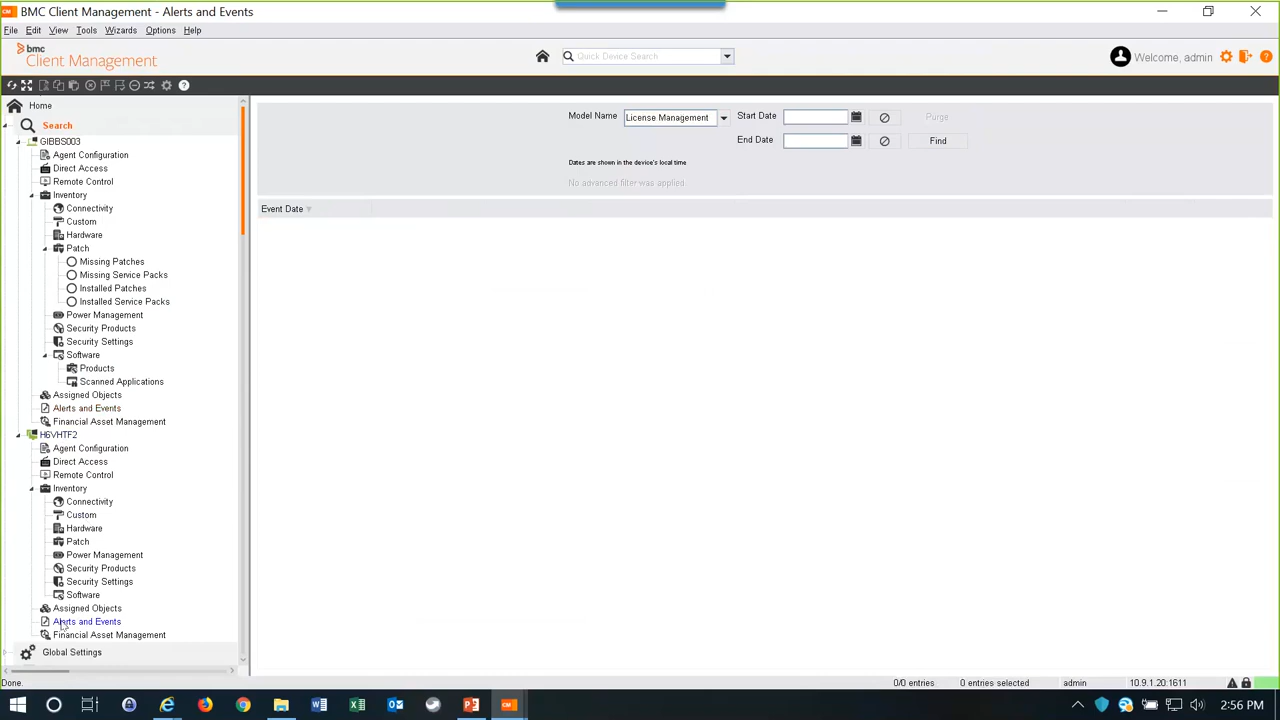 BMC Client Management - Alerts and Events
File Edit View Tools Wizards Options Help
bmc
Client Management
Quick Device Search
Welcome, admin
Home
Search
GIBBS003
Agent Configuration
Direct Access
Remote Control
Inventory
Connectivity
Custom
Hardware
Patch
Missing Patches
Missing Service Packs
Installed Patches
Installed Service Packs
Power Management
Security Products
Security Settings
Software
Products
Scanned Applications
Assigned Objects
Alerts and Events
Financial Asset Management
H6VHTF2
Agent Configuration
Direct Access
Remote Control
Inventory
Connectivity
Custom
Hardware
Patch
Power Management
Security Products
Security Settings
Software
Assigned Objects
Alerts and Events
Financial Asset Management
Global Settings
Model Name License Management Start Date Purge
End Date Find
Dates are shown in the device's local time
No advanced filter was applied.
Event Date
Done. 0/0 entries 0 entries selected admin 10.9.1.20:1611
2:56 PM